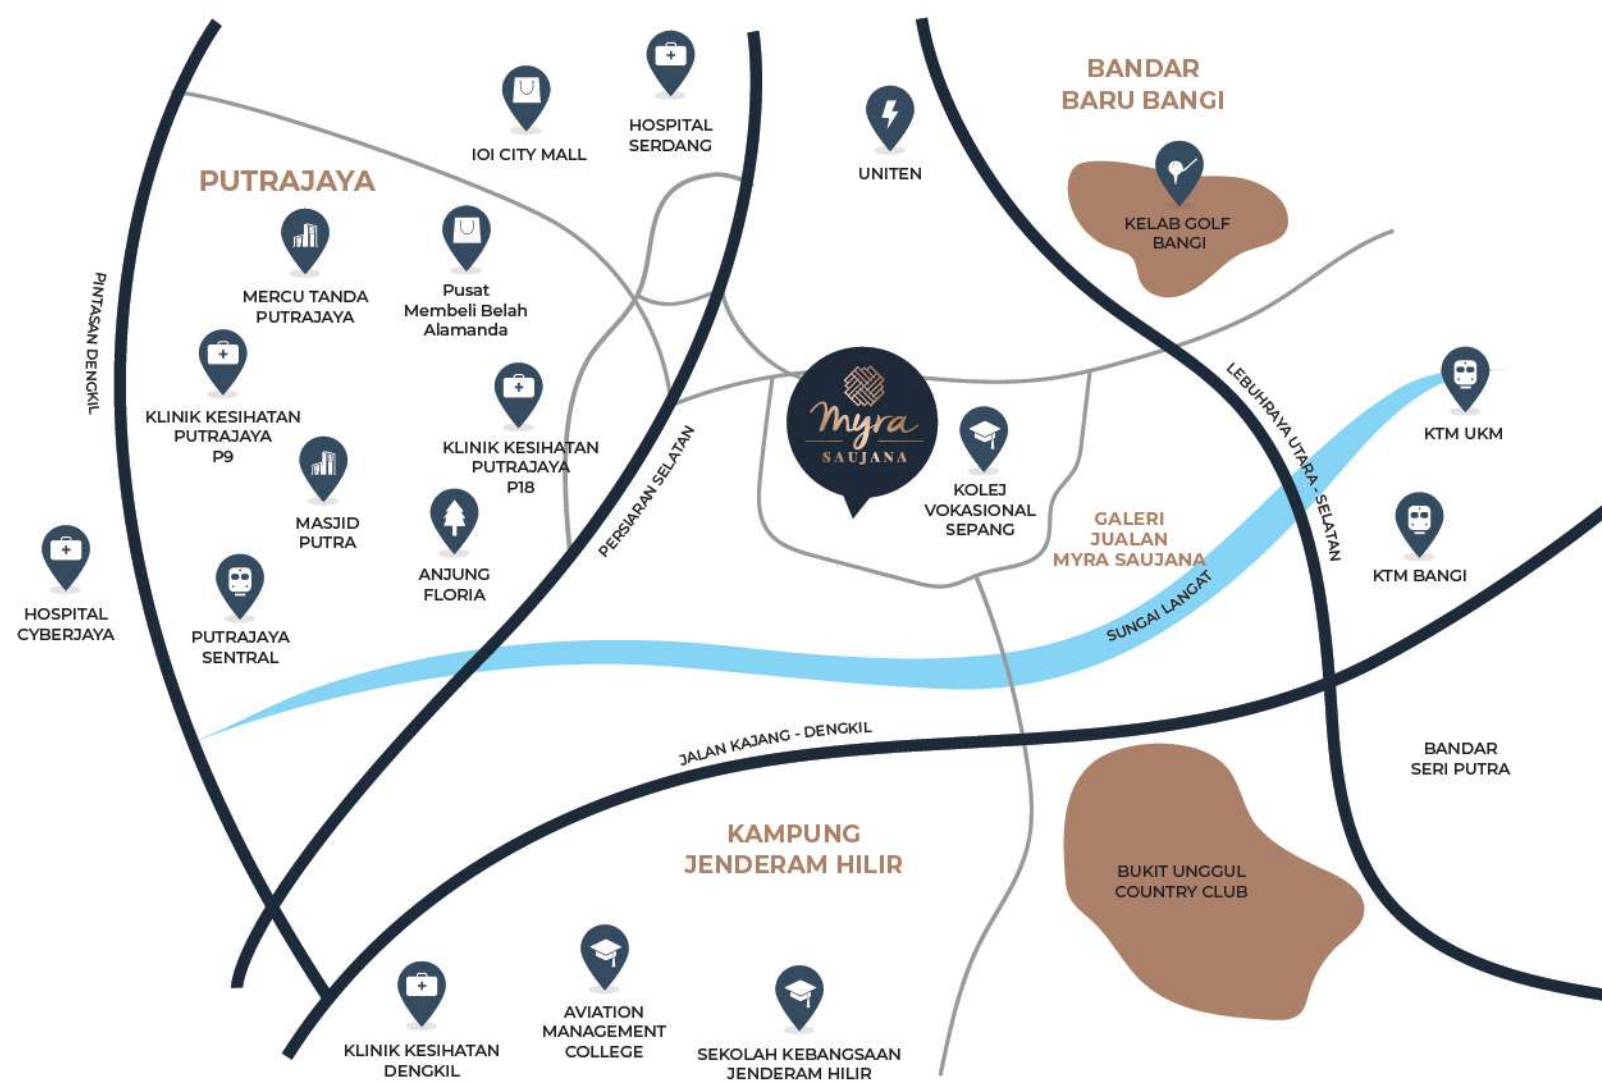 BANDAR
BARU BANGI
HOSPITAL
SERDANG
IOI CITY MALL
UNITEN
PUTRAJAYA
KELAB GOLF
BANGI
MERCU TANDA
PUTRAJAYA
Pusat
Membeli Belah
Alamanda
PINTASAN DENGKIL
KLINIK KESIHATAN
PUTRAJAYA
P9
KLINIK KESIHATAN
PUTRAJAYA
P18
PERSIARAN SELATAN
myra
SAUJANA
KOLEJ
VOKASIONAL
SEPANG
LEBUHRAYA UTARA - SELATAN
KTM UKM
MASJID
PUTRA
GALERI
JUALAN
MYRA SAUJANA
ANJUNG
FLORIA
KTM BANGI
HOSPITAL
CYBERJAYA
PUTRAJAYA
SENTRAL
SUNGAI LANGAT
JALAN KAJANG - DENGKIL
BANDAR
SERI PUTRA
KAMPUNG
JENDERAM HILIR
BUKIT UNGGUL
COUNTRY CLUB
KLINIK KESIHATAN
DENGKIL
AVIATION
MANAGEMENT
COLLEGE
SEKOLAH KEBANGSAAN
JENDERAM HILIR